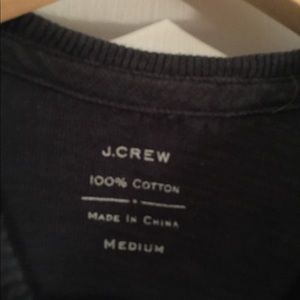 J.CREW
100% COTTON
MADE IN CHINA
MEDIUM